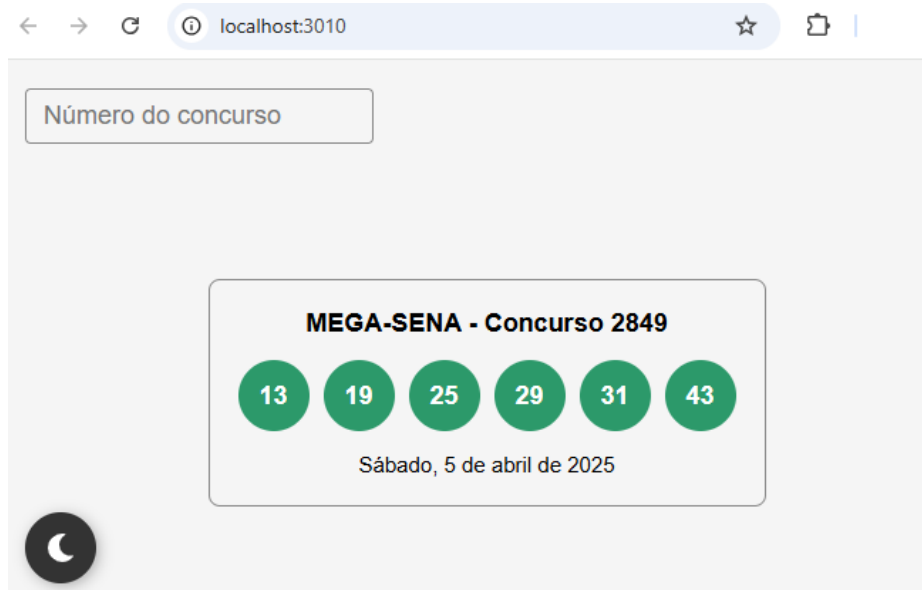 localhost:3010
Número do concurso
MEGA-SENA - Concurso 2849
13 19 25 29 31 43
Sábado, 5 de abril de 2025